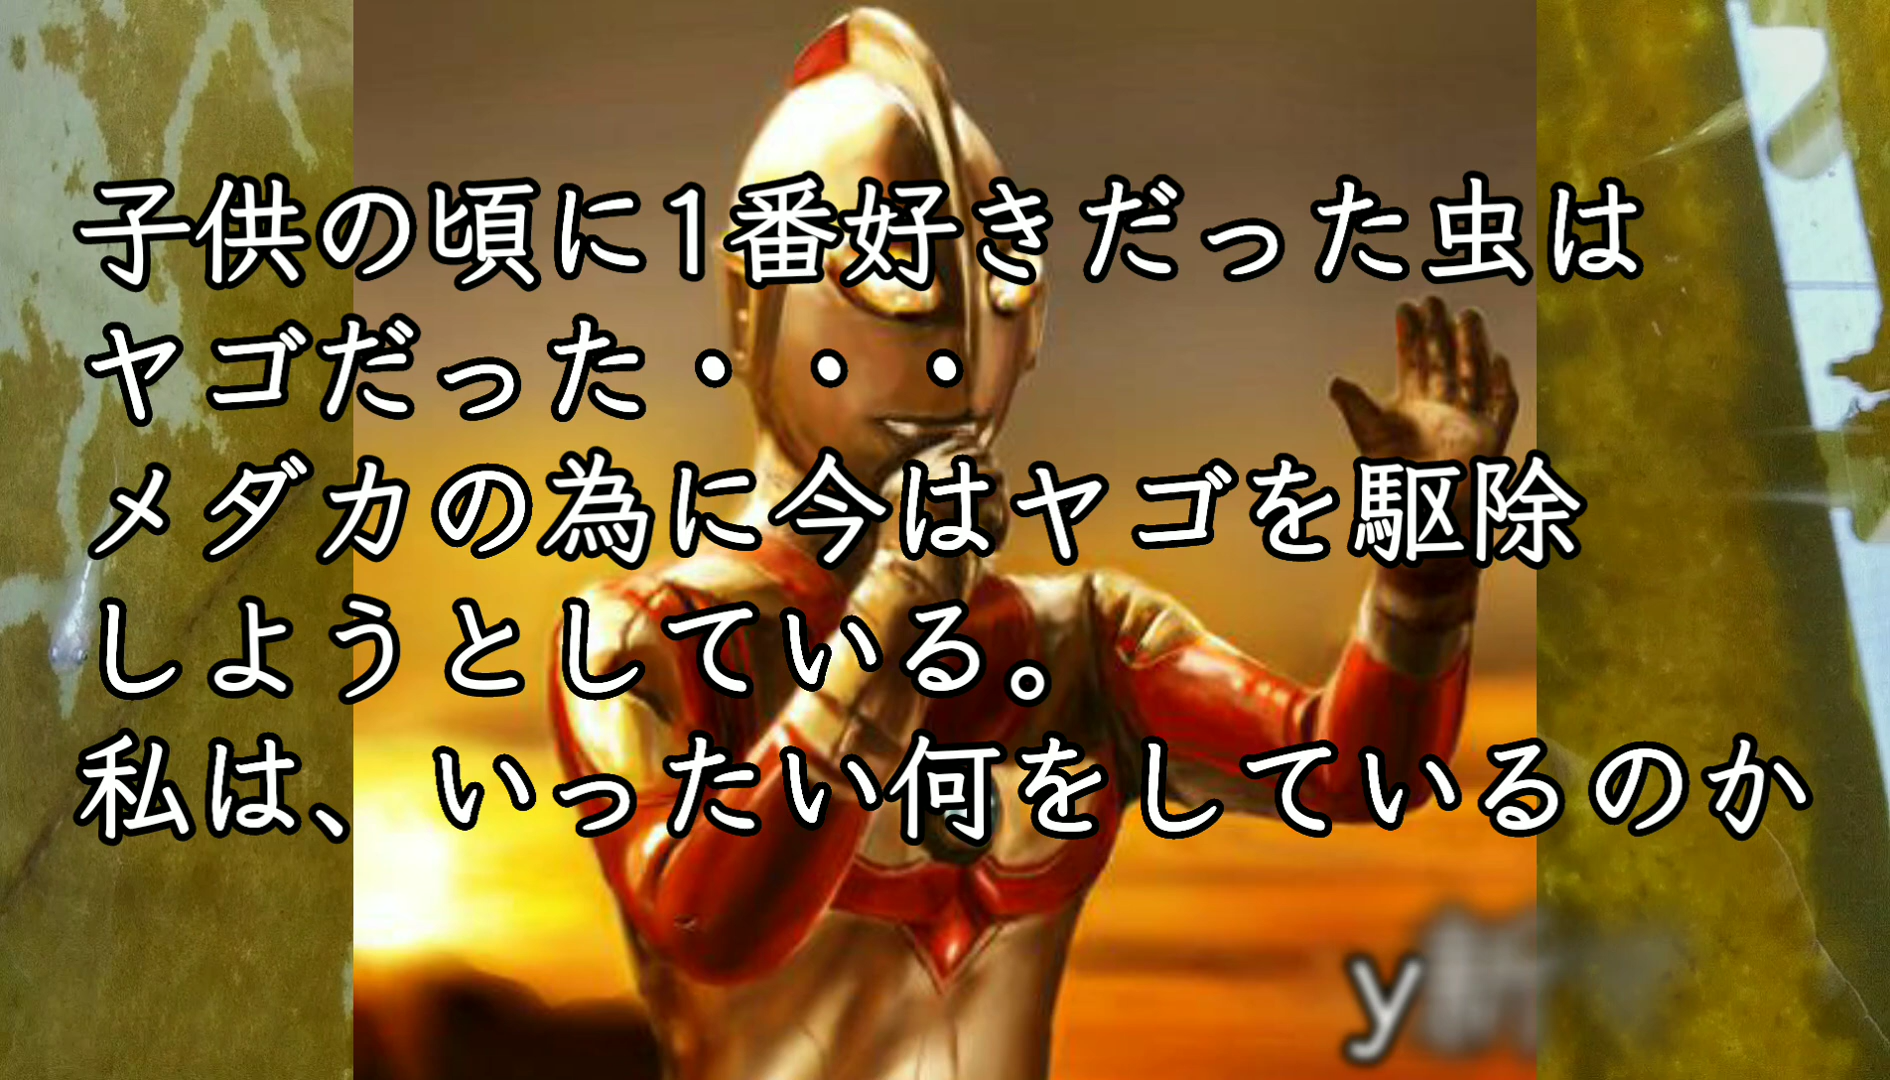 子供の頃に1番好きだった虫は
ヤゴだった・・・
メダカの為に今はヤゴを駆除
しようとしている。
私は、いったい何をしているのか
y